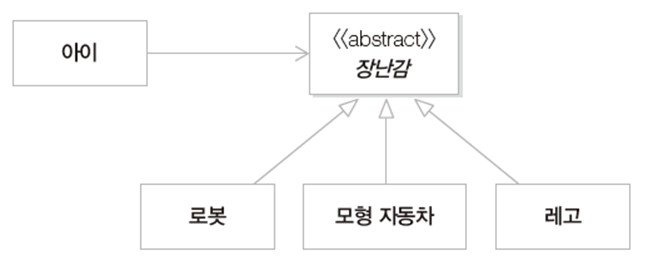 아이
《abstract》
장난감
로봇
모형 자동차
레고